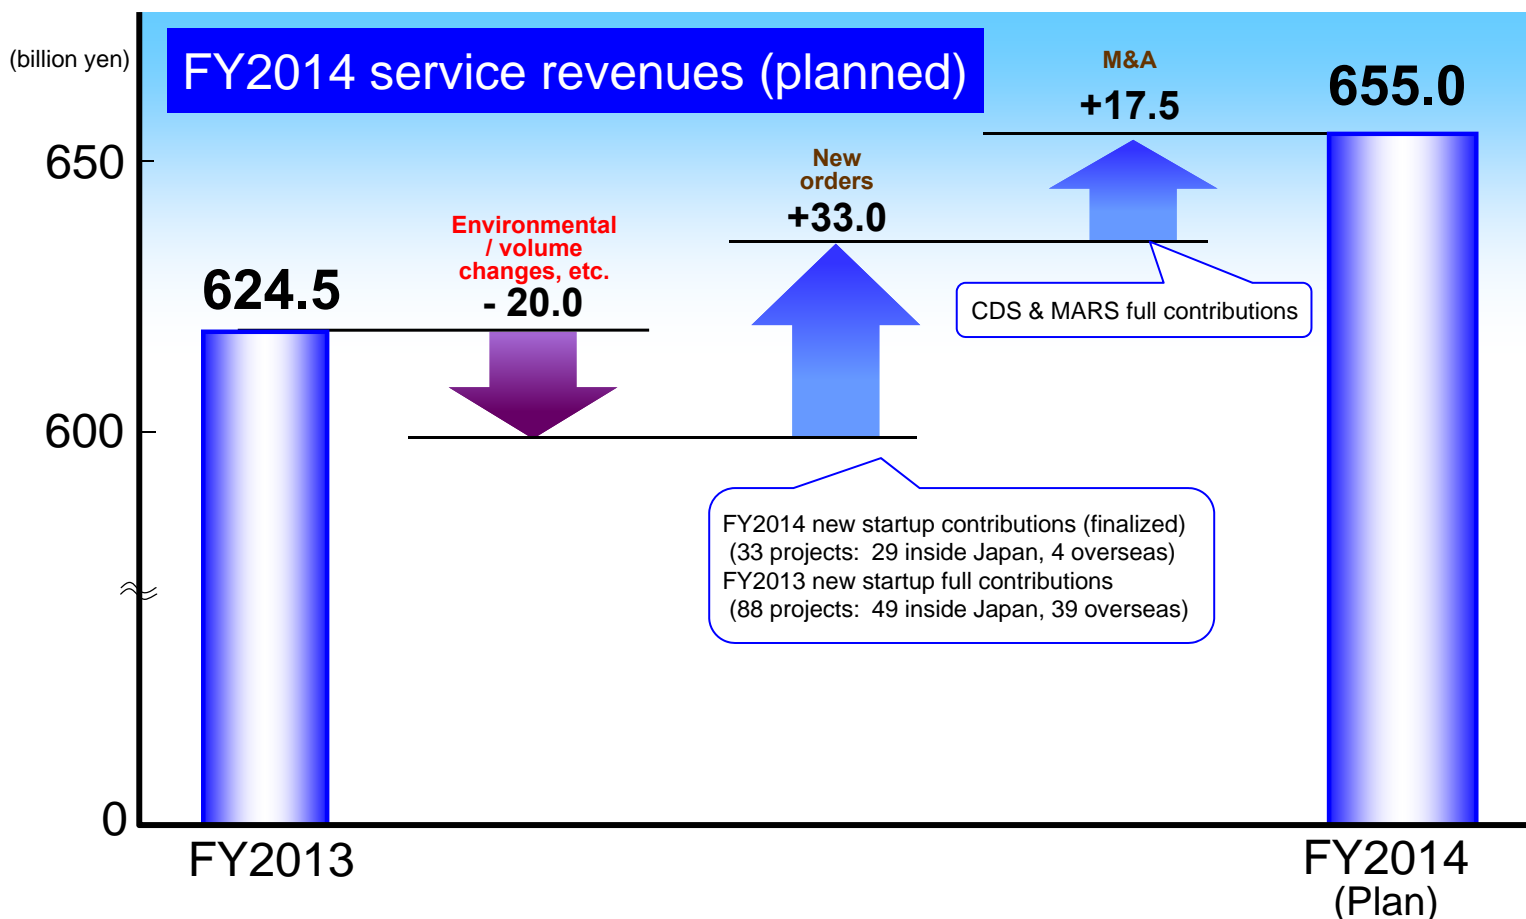 (billion yen)
FY2014 service revenues (planned)
M&A
+17.5
655.0
650
New
orders
+33.0
Environmental
/ volume
changes, etc.
- 20.0
624.5
CDS & MARS full contributions
600
FY2014 new startup contributions (finalized)
(33 projects: 29 inside Japan, 4 overseas)
FY2013 new startup full contributions
(88 projects: 49 inside Japan, 39 overseas)
0
FY2013
FY2014
(Plan)